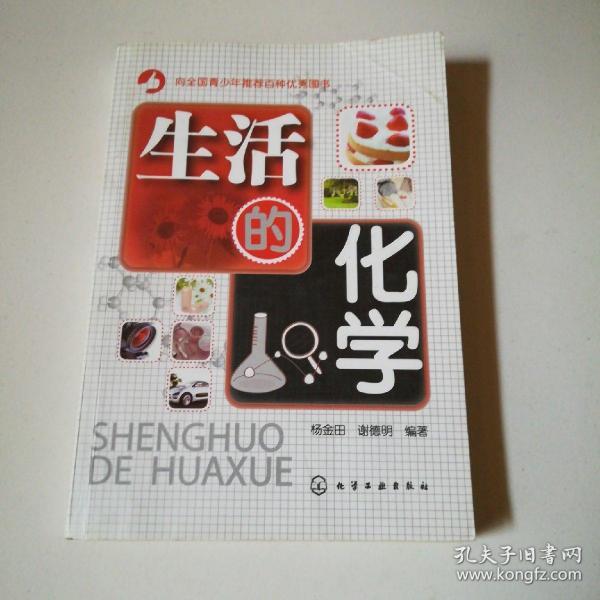 向全国青少年推荐百种优秀图书
生活
的
化学
杨金田 谢德明 编著
SHENGHUO
DE HUAXUE
化学工业出版社
孔夫子旧书网
www.kongfz.com